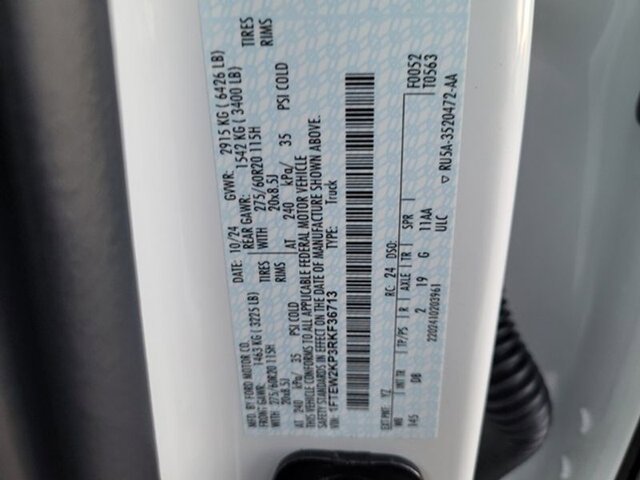 MFD. BY FORD MOTOR CO.
DATE: 10/24 GVWR: 2915 KG ( 6426 LB)
FRONT GAWR: 1463 KG ( 3225 LB) REAR GAWR: 1542 KG ( 3400 LB)
WITH 275/60R20 115H TIRES WITH 275/60R20 115H TIRES
20x8.5J RIMS 20x8.5J RIMS
AT 240 kPa/ 35 PSI COLD AT 240 kPa/ 35 PSI COLD
THIS VEHICLE CONFORMS TO ALL APPLICABLE FEDERAL MOTOR VEHICLE
SAFETY STANDARDS IN EFFECT ON THE DATE OF MANUFACTURE SHOWN ABOVE.
VIN: 1FTEW2KP3RKF36713 TYPE: Truck
F0052
T0563
EXT PNT: YZ RC: 24 DSO:
WB INT TR TP/PS R AXLE TR SPR
145 D8 2 19 G 11AA
ULC
2202410203961 ▽ RU5A-3520472-AA